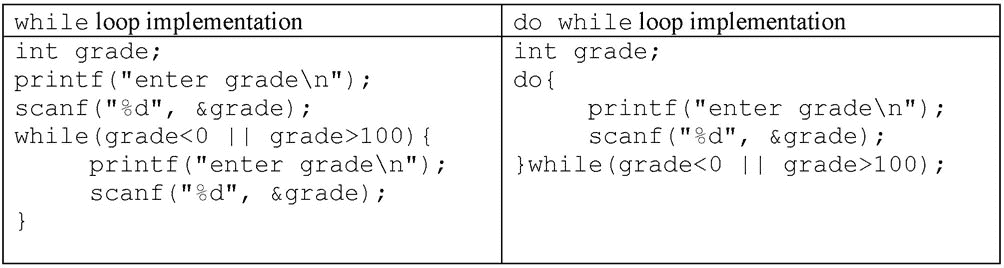 while loop implementation
int grade;
printf("enter grade\n");
scanf("%d", &grade);
while(grade<0 || grade>100){
printf("enter grade\n");
scanf("%d", &grade);
}
do while loop implementation
int grade;
do{
printf("enter grade\n");
scanf("%d", &grade);
}while(grade<0 || grade>100);